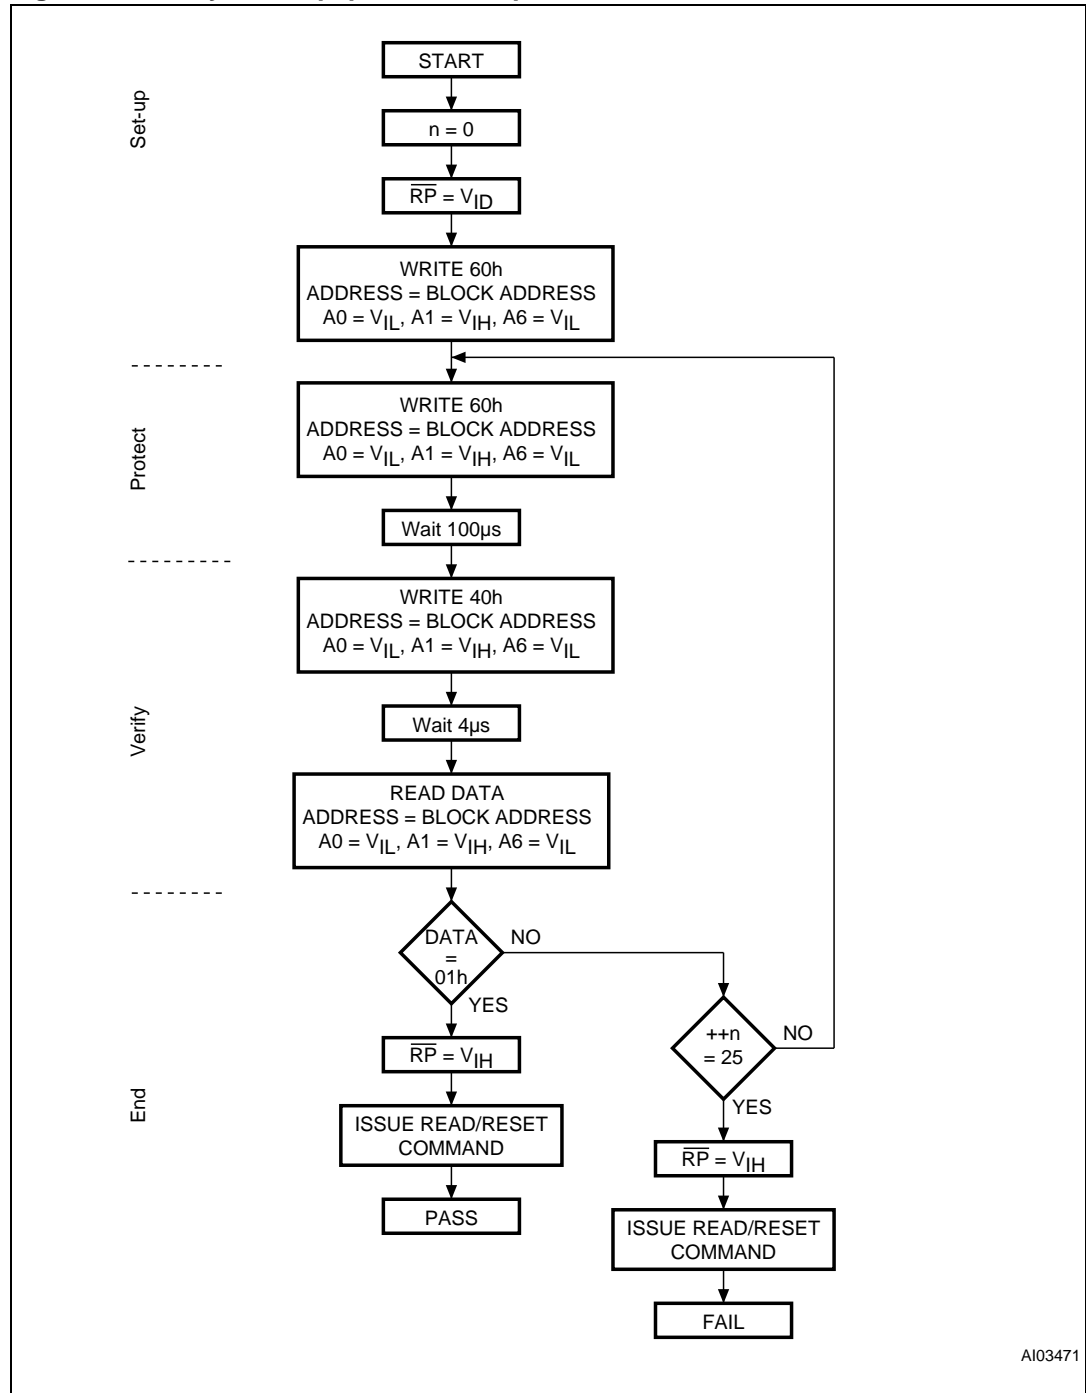 START
Set-up
n = 0
R̅P̅ = VID
WRITE 60h
ADDRESS = BLOCK ADDRESS
A0 = VIL, A1 = VIH, A6 = VIL
Protect
WRITE 60h
ADDRESS = BLOCK ADDRESS
A0 = VIL, A1 = VIH, A6 = VIL
Wait 100µs
WRITE 40h
ADDRESS = BLOCK ADDRESS
A0 = VIL, A1 = VIH, A6 = VIL
Verify
Wait 4µs
READ DATA
ADDRESS = BLOCK ADDRESS
A0 = VIL, A1 = VIH, A6 = VIL
DATA
=
01h
NO
YES
++n
= 25
NO
YES
End
R̅P̅ = VIH
ISSUE READ/RESET
COMMAND
PASS
R̅P̅ = VIH
ISSUE READ/RESET
COMMAND
FAIL
AI03471